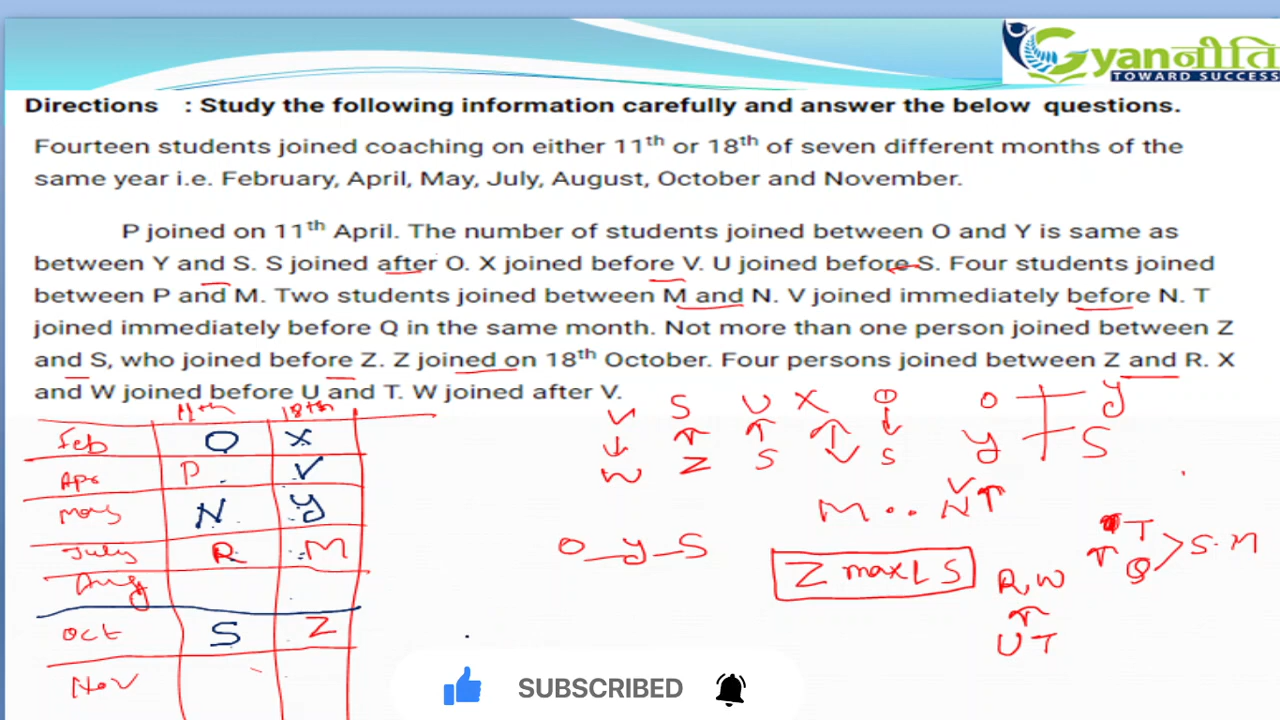 Gyanनीति
TOWARD SUCCESS
Directions : Study the following information carefully and answer the below questions.
Fourteen students joined coaching on either 11th or 18th of seven different months of the
same year i.e. February, April, May, July, August, October and November.
P joined on 11th April. The number of students joined between O and Y is same as
between Y and S. S joined after O. X joined before V. U joined before S. Four students joined
between P and M. Two students joined between M and N. V joined immediately before N. T
joined immediately before Q in the same month. Not more than one person joined between Z
and S, who joined before Z. Z joined on 18th October. Four persons joined between Z and R. X
and W joined before U and T. W joined after V.
11th 18th
Feb O X
Apr P V
May N Y
July R M
Aug
Oct S Z
Nov
V S U X O O Y
W Z S V S Y S
V
M . . N
O _ Y _ S
Z max 1 S
T
Q > S.M
R, W
U T
SUBSCRIBED